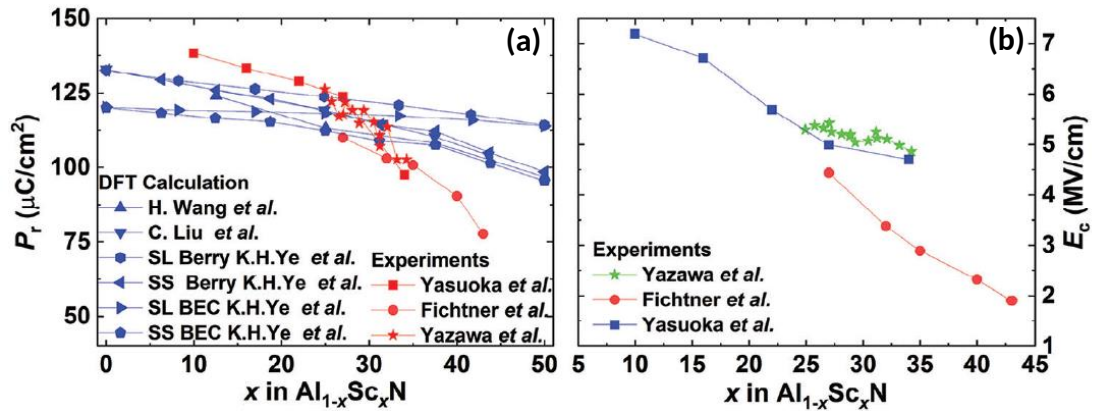 (a)
150
125
100
75
50
Pr (μC/cm²)
DFT Calculation
H. Wang et al.
C. Liu et al.
SL Berry K.H.Ye et al.
SS Berry K.H.Ye et al.
SL BEC K.H.Ye et al.
SS BEC K.H.Ye et al.
Experiments
Yasuoka et al.
Fichtner et al.
Yazawa et al.
0 10 20 30 40 50
x in Al1-xScxN
(b)
7
6
5
4
3
2
1
Ec (MV/cm)
Experiments
Yazawa et al.
Fichtner et al.
Yasuoka et al.
5 10 15 20 25 30 35 40 45
x in Al1-xScxN